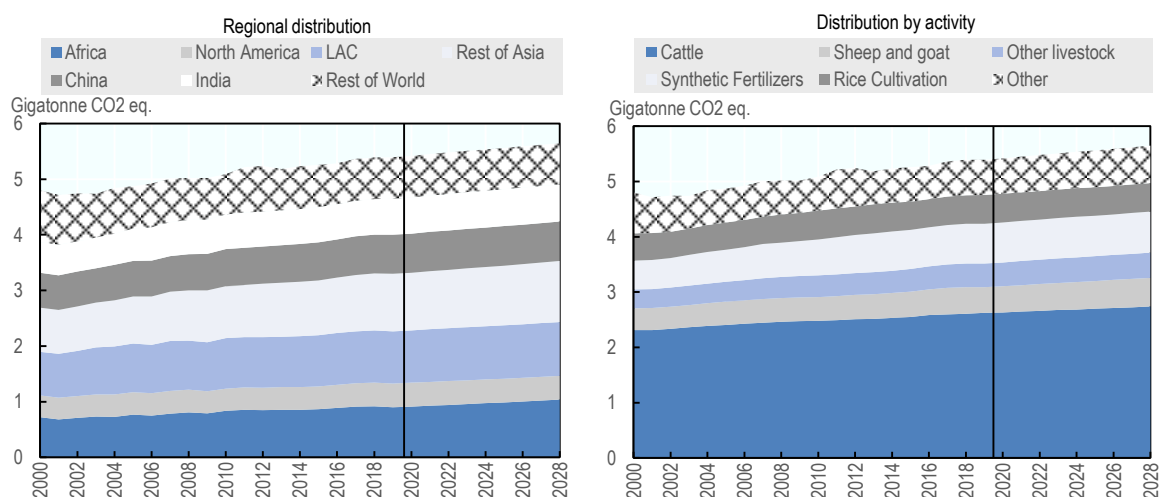 Regional distribution
Africa North America LAC Rest of Asia
China India Rest of World
Gigatonne CO2 eq.
6
5
4
3
2
1
0
2000 2002 2004 2006 2008 2010 2012 2014 2016 2018 2020 2022 2024 2026 2028
Distribution by activity
Cattle Sheep and goat Other livestock
Synthetic Fertilizers Rice Cultivation Other
Gigatonne CO2 eq.
6
5
4
3
2
1
0
2000 2002 2004 2006 2008 2010 2012 2014 2016 2018 2020 2022 2024 2026 2028